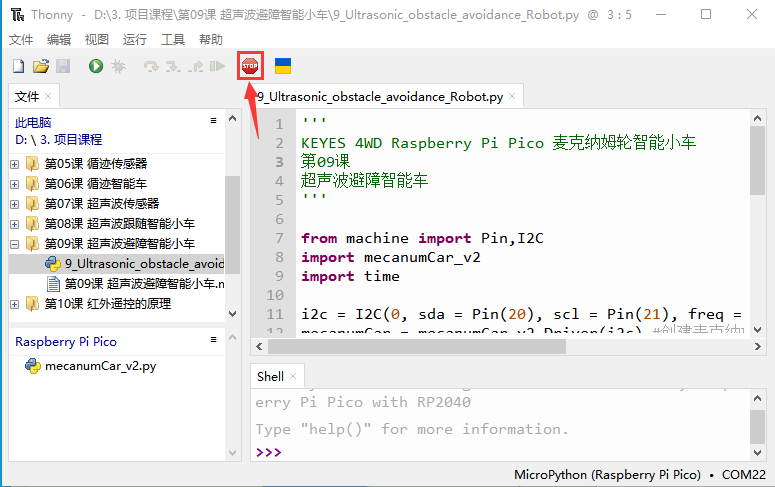 Thonny - D:\3. 项目课程\第09课 超声波避障智能小车\9_Ultrasonic_obstacle_avoidance_Robot.py @ 3 : 5
文件 编辑 视图 运行 工具 帮助
STOP
文件 ×
此电脑
D: \ 3. 项目课程
第05课 循迹传感器
第06课 循迹智能车
第07课 超声波传感器
第08课 超声波跟随智能小车
第09课 超声波避障智能小车
9_Ultrasonic_obstacle_avoid
第09课 超声波避障智能小车.m
第10课 红外遥控的原理
Raspberry Pi Pico
mecanumCar_v2.py
9_Ultrasonic_obstacle_avoidance_Robot.py ×
1 '''
2 KEYES 4WD Raspberry Pi Pico 麦克纳姆轮智能小车
3 第09课
4 超声波避障智能车
5 '''
6
7 from machine import Pin,I2C
8 import mecanumCar_v2
9 import time
10
11 i2c = I2C(0, sda = Pin(20), scl = Pin(21), freq =
12 mecanumCar = mecanumCar_v2.Driver(i2c) #创建麦克纳
Shell ×
erry Pi Pico with RP2040
Type "help()" for more information.
>>>
MicroPython (Raspberry Pi Pico) • COM22